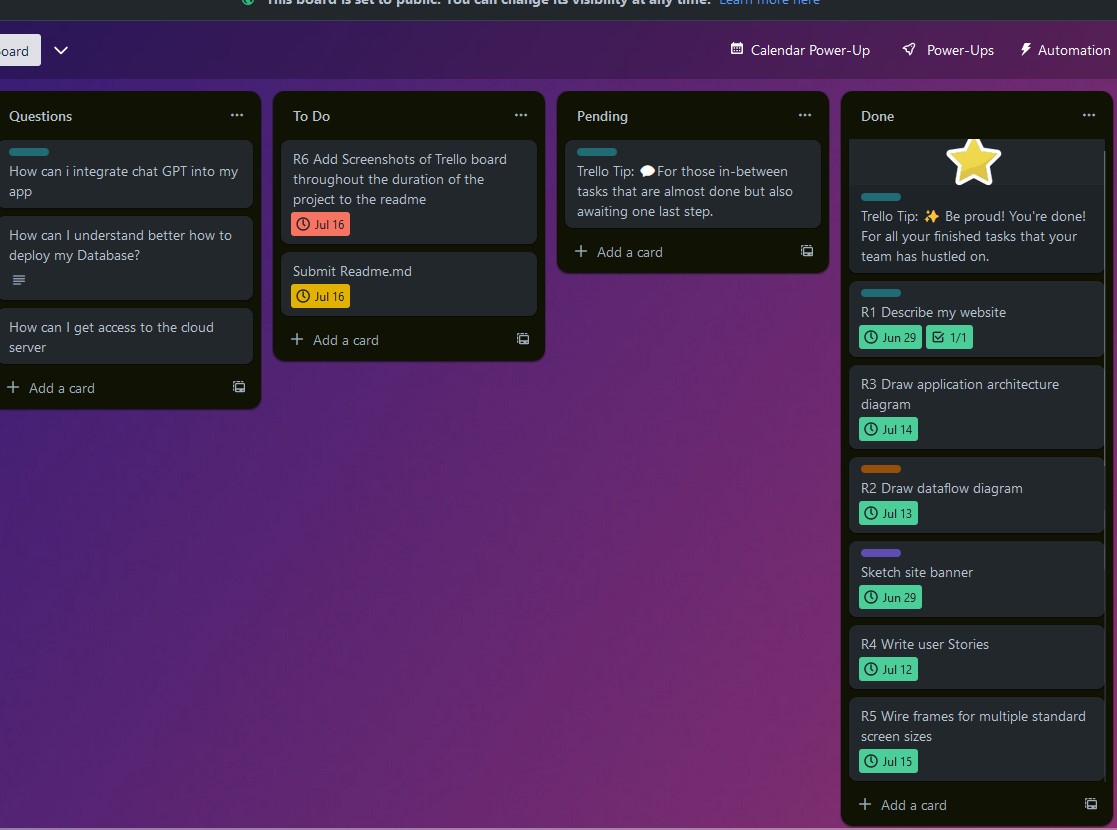 This board is set to public. You can change its visibility at any time. Learn more here
oard
Calendar Power-Up
Power-Ups
Automation
Questions
How can i integrate chat GPT into my
app
How can I understand better how to
deploy my Database?
How can I get access to the cloud
server
Add a card
To Do
R6 Add Screenshots of Trello board
throughout the duration of the
project to the readme
Jul 16
Submit Readme.md
Jul 16
Add a card
Pending
Trello Tip: 💬For those in-between
tasks that are almost done but also
awaiting one last step.
Add a card
Done
Trello Tip: ✨ Be proud! You're done!
For all your finished tasks that your
team has hustled on.
R1 Describe my website
Jun 29 1/1
R3 Draw application architecture
diagram
Jul 14
R2 Draw dataflow diagram
Jul 13
Sketch site banner
Jun 29
R4 Write user Stories
Jul 12
R5 Wire frames for multiple standard
screen sizes
Jul 15
Add a card